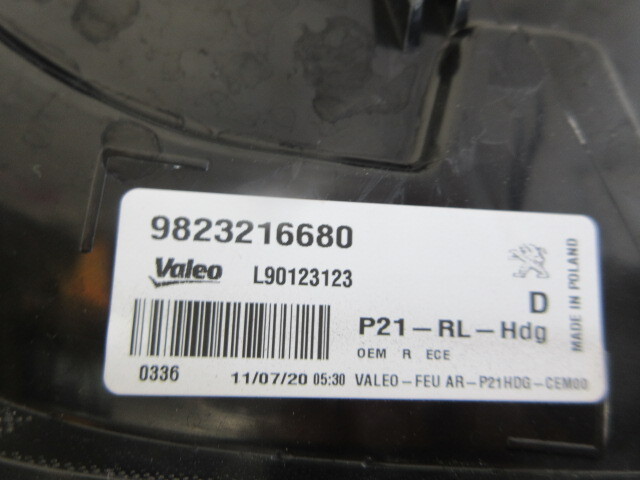 9823216680
Valeo L90123123
D
P21-RL-Hdg
OEM R ECE
0336 11/07/20 05:30 VALEO-FEU AR-P21HDG-CEM00
MADE IN POLAND